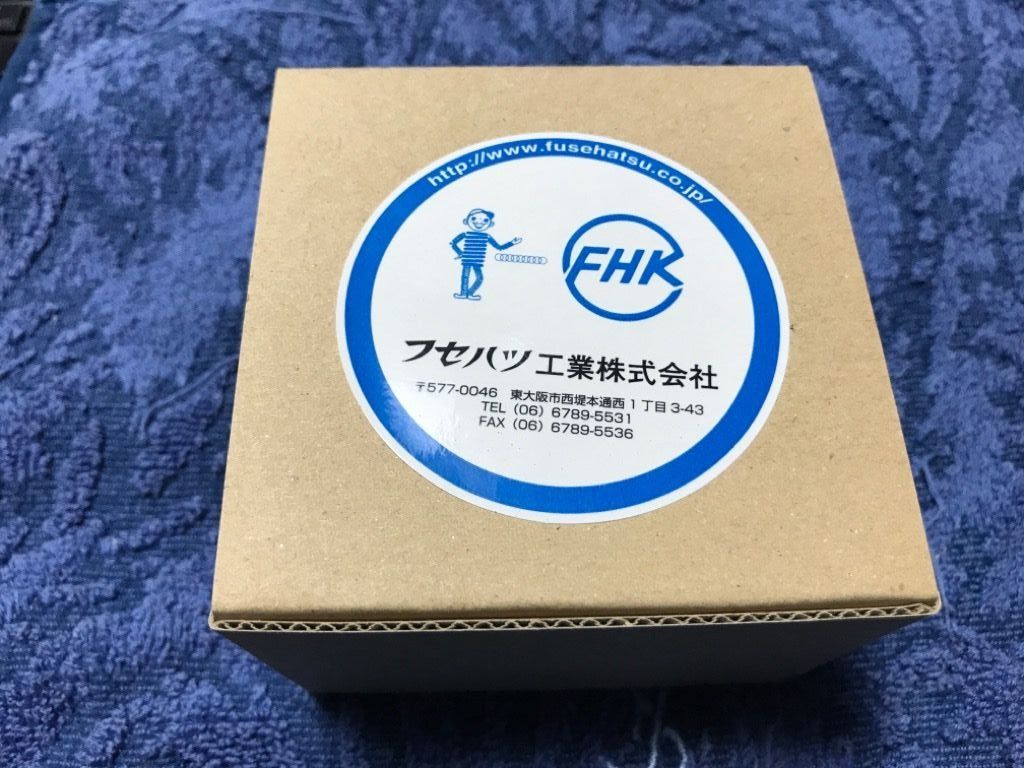 http://www.fusehatsu.co.jp/
FHK
フセハツ工業株式会社
〒577-0046 東大阪市西堤本通西1丁目3-43
TEL (06) 6789-5531
FAX (06) 6789-5536